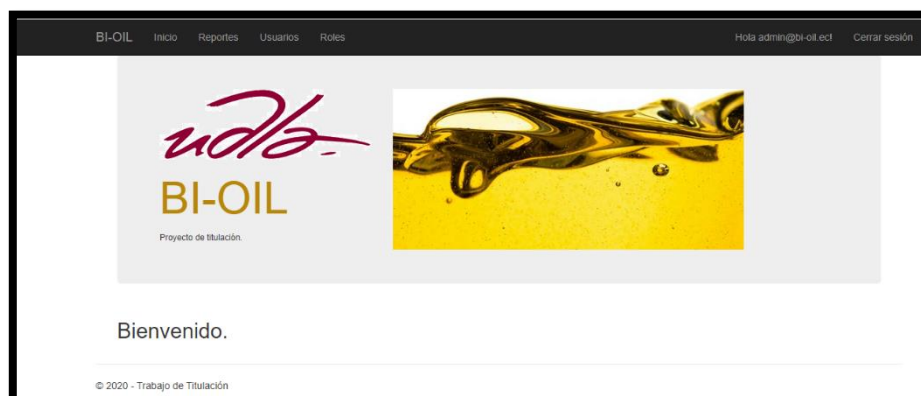 BI-OIL Inicio Reportes Usuarios Roles Hola admin@bi-oil.ec! Cerrar sesión
udla-
BI-OIL
Proyecto de titulación.
Bienvenido.
© 2020 - Trabajo de Titulación